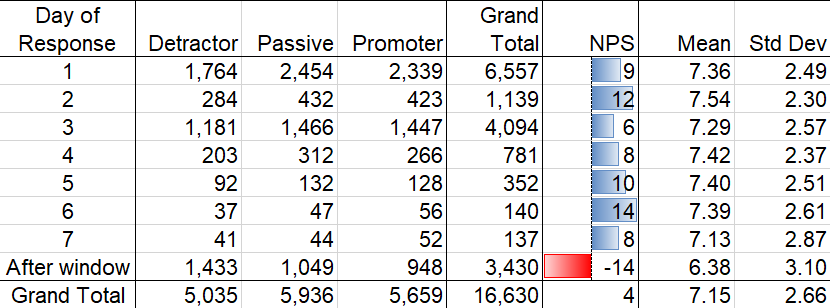 Day of Response Detractor Passive Promoter Grand Total NPS Mean Std Dev
1 1,764 2,454 2,339 6,557 9 7.36 2.49
2 284 432 423 1,139 12 7.54 2.30
3 1,181 1,466 1,447 4,094 6 7.29 2.57
4 203 312 266 781 8 7.42 2.37
5 92 132 128 352 10 7.40 2.51
6 37 47 56 140 14 7.39 2.61
7 41 44 52 137 8 7.13 2.87
After window 1,433 1,049 948 3,430 -14 6.38 3.10
Grand Total 5,035 5,936 5,659 16,630 4 7.15 2.66